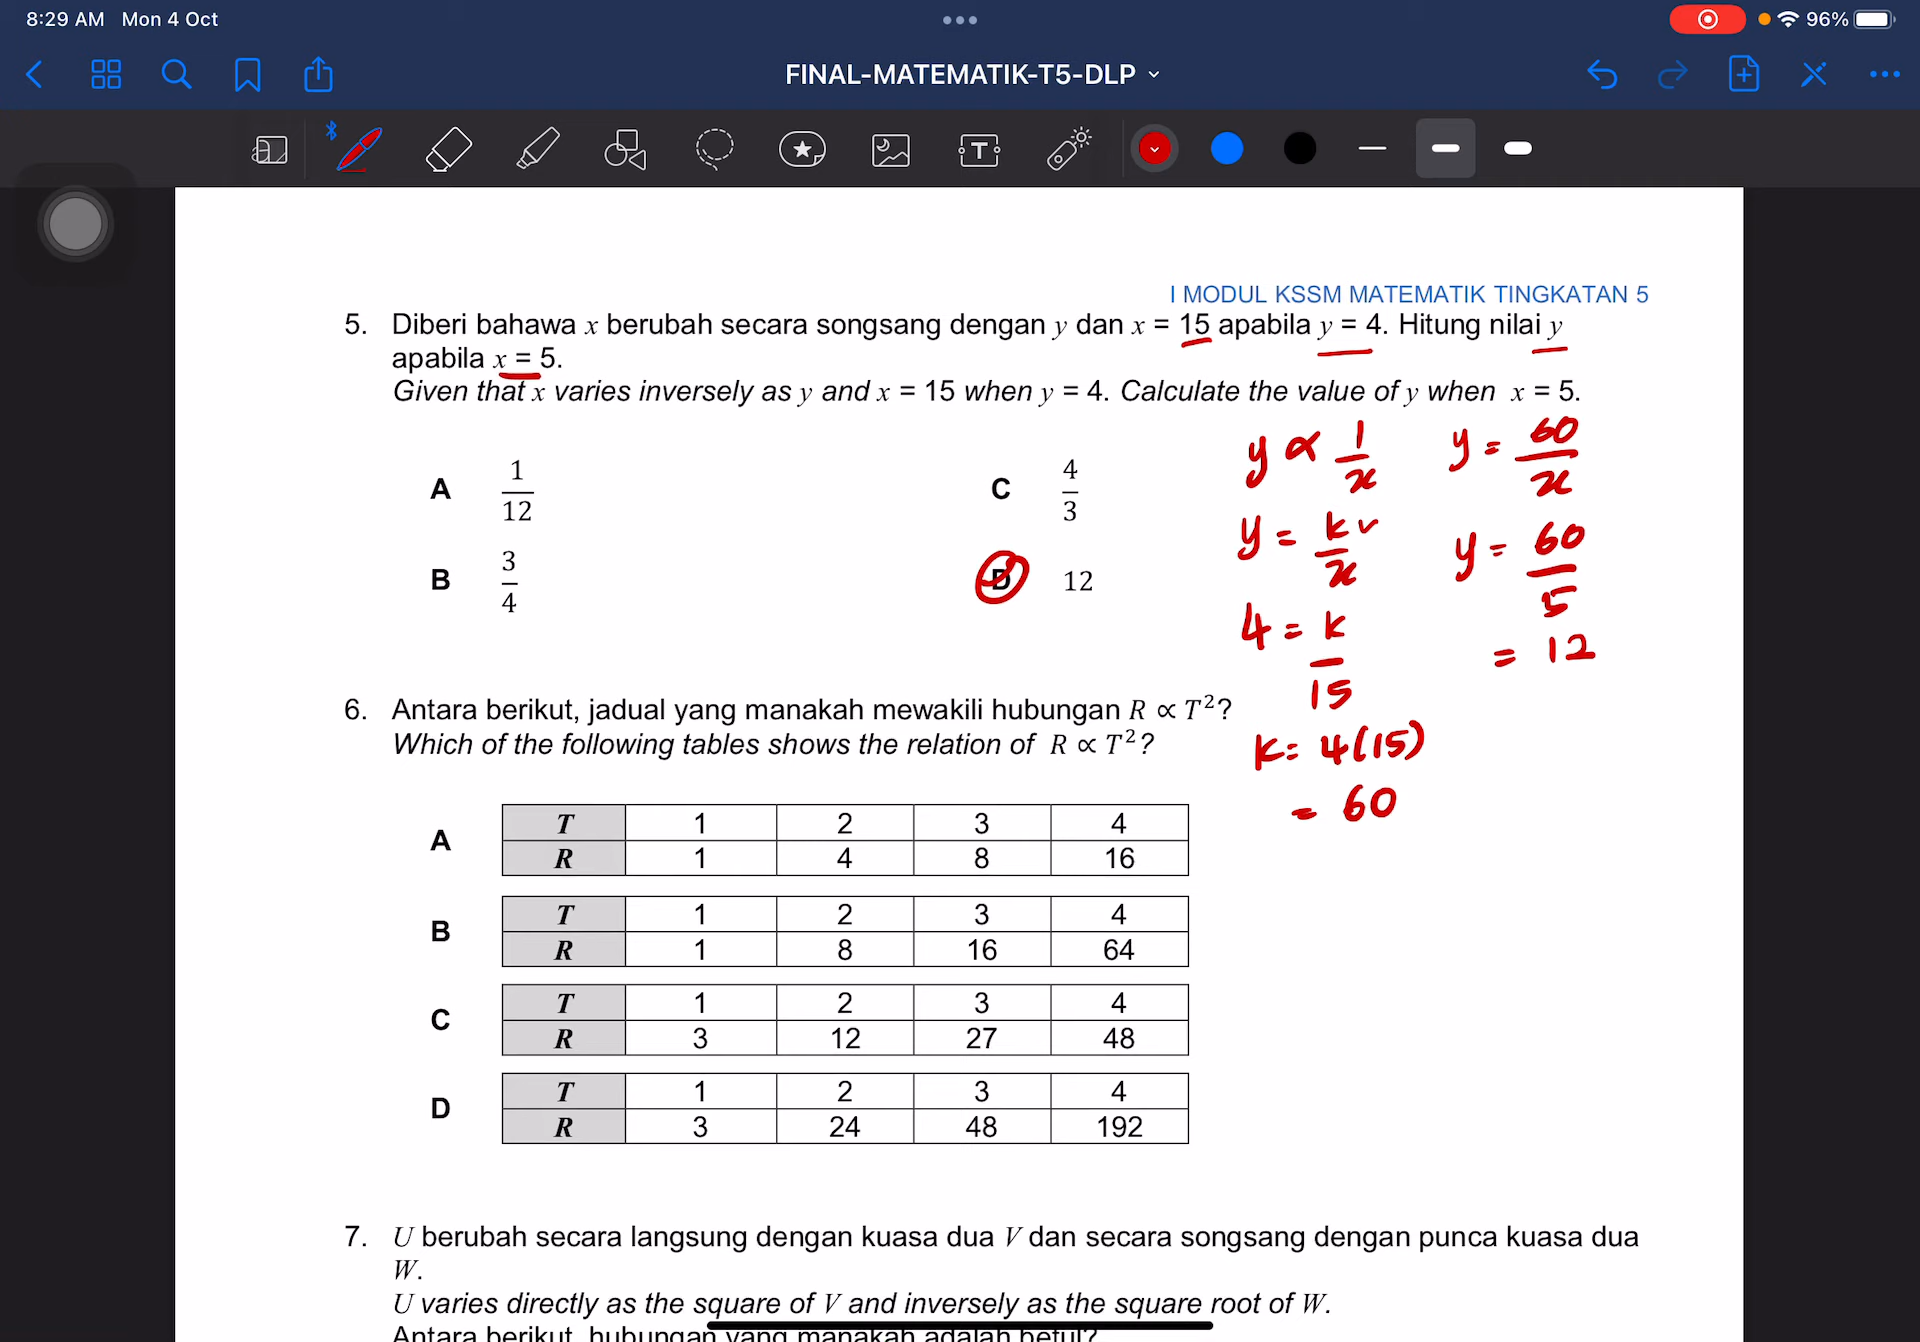 8:29 AM Mon 4 Oct
96%
FINAL-MATEMATIK-T5-DLP
I MODUL KSSM MATEMATIK TINGKATAN 5
5. Diberi bahawa x berubah secara songsang dengan y dan x = 15 apabila y = 4. Hitung nilai y
apabila x = 5.
Given that x varies inversely as y and x = 15 when y = 4. Calculate the value of y when x = 5.
A 1/12
C 4/3
B 3/4
D 12
y ∝ 1/x
y = k/x
4 = k/15
k = 4(15)
= 60
y = 60/x
y = 60/5
= 12
6. Antara berikut, jadual yang manakah mewakili hubungan R ∝ T²?
Which of the following tables shows the relation of R ∝ T²?
A
T 1 2 3 4
R 1 4 8 16
B
T 1 2 3 4
R 1 8 16 64
C
T 1 2 3 4
R 3 12 27 48
D
T 1 2 3 4
R 3 24 48 192
7. U berubah secara langsung dengan kuasa dua V dan secara songsang dengan punca kuasa dua
W.
U varies directly as the square of V and inversely as the square root of W.
Antara berikut, hubungan yang manakah adalah betul?